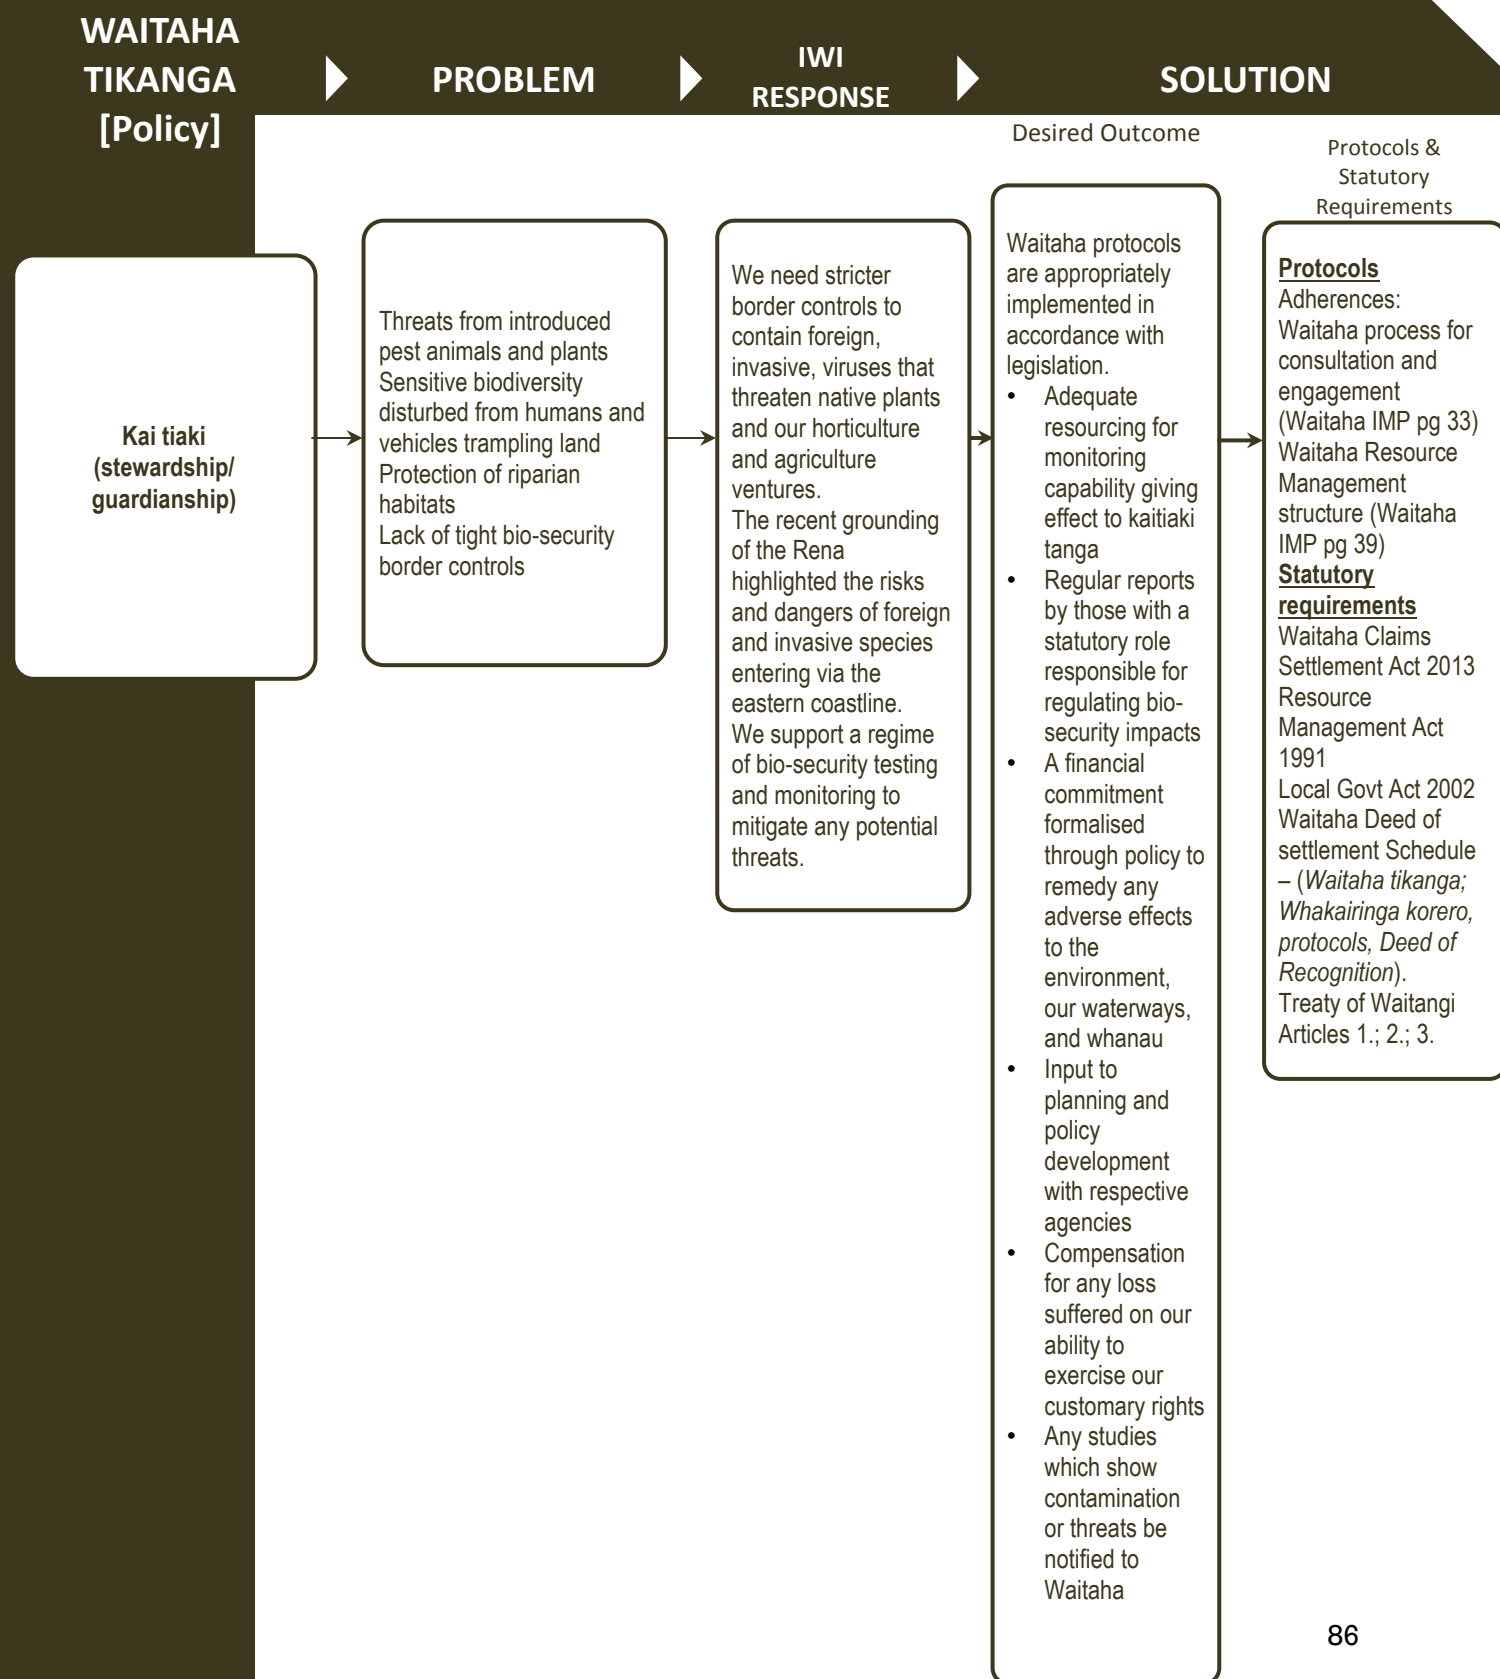 WAITAHA
TIKANGA
[Policy]
PROBLEM
IWI
RESPONSE
SOLUTION
Desired Outcome
Protocols &
Statutory
Requirements
Kai tiaki
(stewardship/
guardianship)
Threats from introduced
pest animals and plants
Sensitive biodiversity
disturbed from humans and
vehicles trampling land
Protection of riparian
habitats
Lack of tight bio-security
border controls
We need stricter
border controls to
contain foreign,
invasive, viruses that
threaten native plants
and our horticulture
and agriculture
ventures.
The recent grounding
of the Rena
highlighted the risks
and dangers of foreign
and invasive species
entering via the
eastern coastline.
We support a regime
of bio-security testing
and monitoring to
mitigate any potential
threats.
Waitaha protocols
are appropriately
implemented in
accordance with
legislation.
• Adequate
resourcing for
monitoring
capability giving
effect to kaitiaki
tanga
• Regular reports
by those with a
statutory role
responsible for
regulating bio-
security impacts
• A financial
commitment
formalised
through policy to
remedy any
adverse effects
to the
environment,
our waterways,
and whanau
• Input to
planning and
policy
development
with respective
agencies
• Compensation
for any loss
suffered on our
ability to
exercise our
customary rights
• Any studies
which show
contamination
or threats be
notified to
Waitaha
Protocols
Adherences:
Waitaha process for
consultation and
engagement
(Waitaha IMP pg 33)
Waitaha Resource
Management
structure (Waitaha
IMP pg 39)
Statutory
requirements
Waitaha Claims
Settlement Act 2013
Resource
Management Act
1991
Local Govt Act 2002
Waitaha Deed of
settlement Schedule
– (Waitaha tikanga;
Whakairinga korero,
protocols, Deed of
Recognition).
Treaty of Waitangi
Articles 1.; 2.; 3.
86